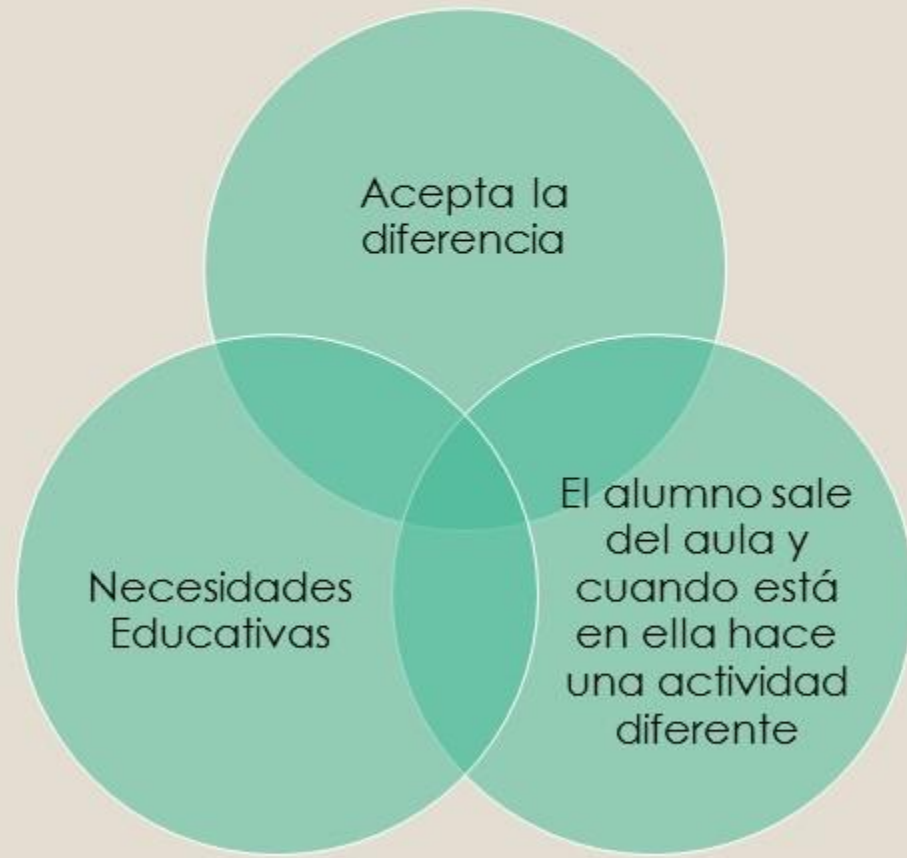 Acepta la
diferencia
Necesidades
Educativas
El alumno sale
del aula y
cuando está
en ella hace
una actividad
diferente